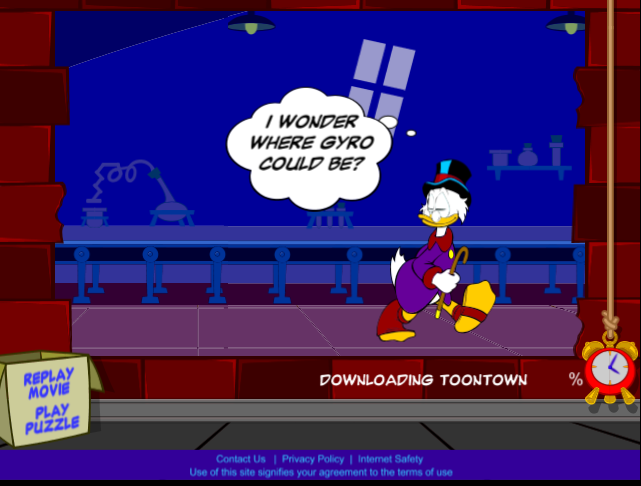 I WONDER
WHERE GYRO
COULD BE?
DOWNLOADING TOONTOWN %
REPLAY
MOVIE
PLAY
PUZZLE
Contact Us | Privacy Policy | Internet Safety
Use of this site signifies your agreement to the terms of use